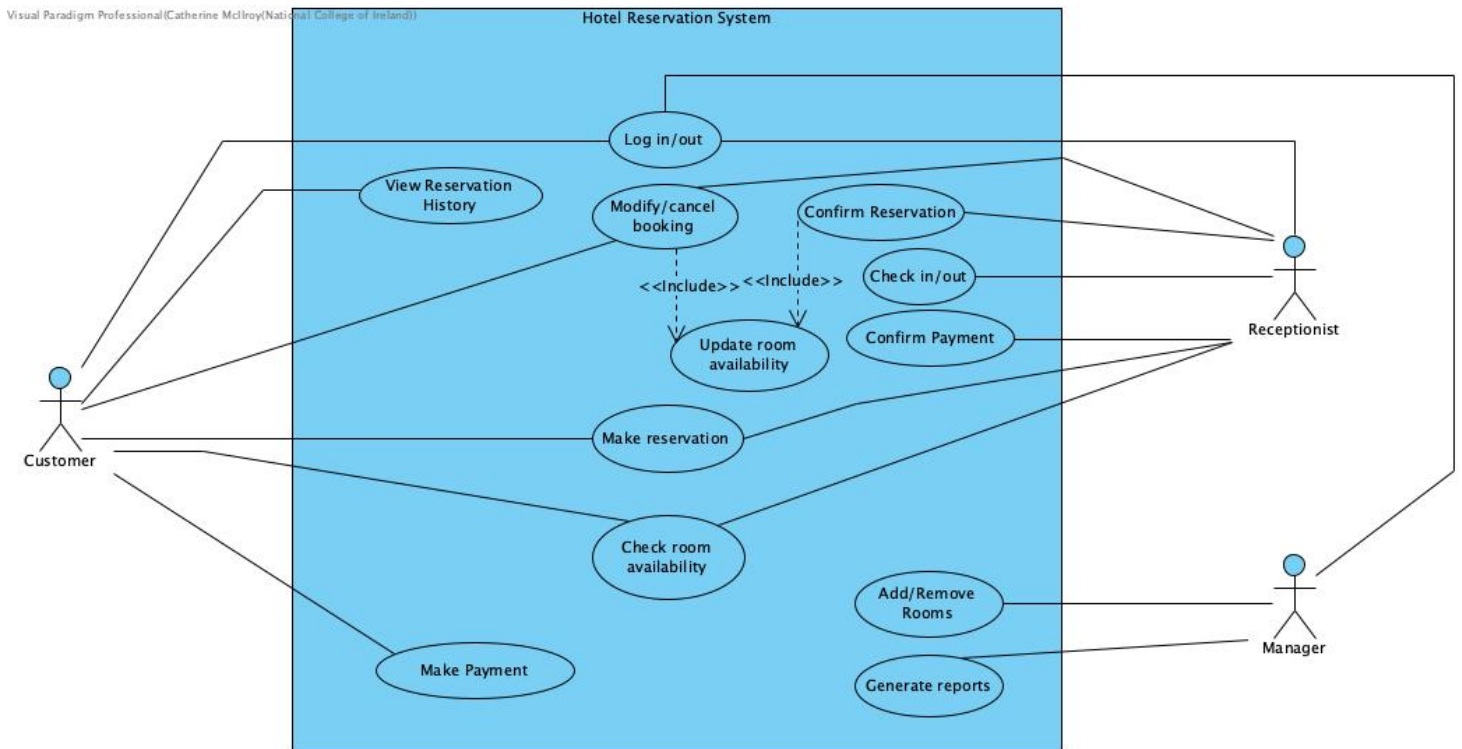 Visual Paradigm Professional(Catherine McIlroy(National College of Ireland))
Hotel Reservation System
Log in/out
View Reservation
History
Modify/cancel
booking
Confirm Reservation
Check in/out
<<Include>>
<<Include>>
Receptionist
Confirm Payment
Update room
availability
Make reservation
Customer
Check room
availability
Add/Remove
Rooms
Manager
Make Payment
Generate reports